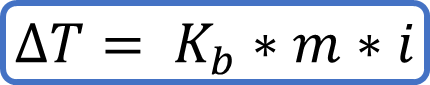 ΔT = K_b * m * i